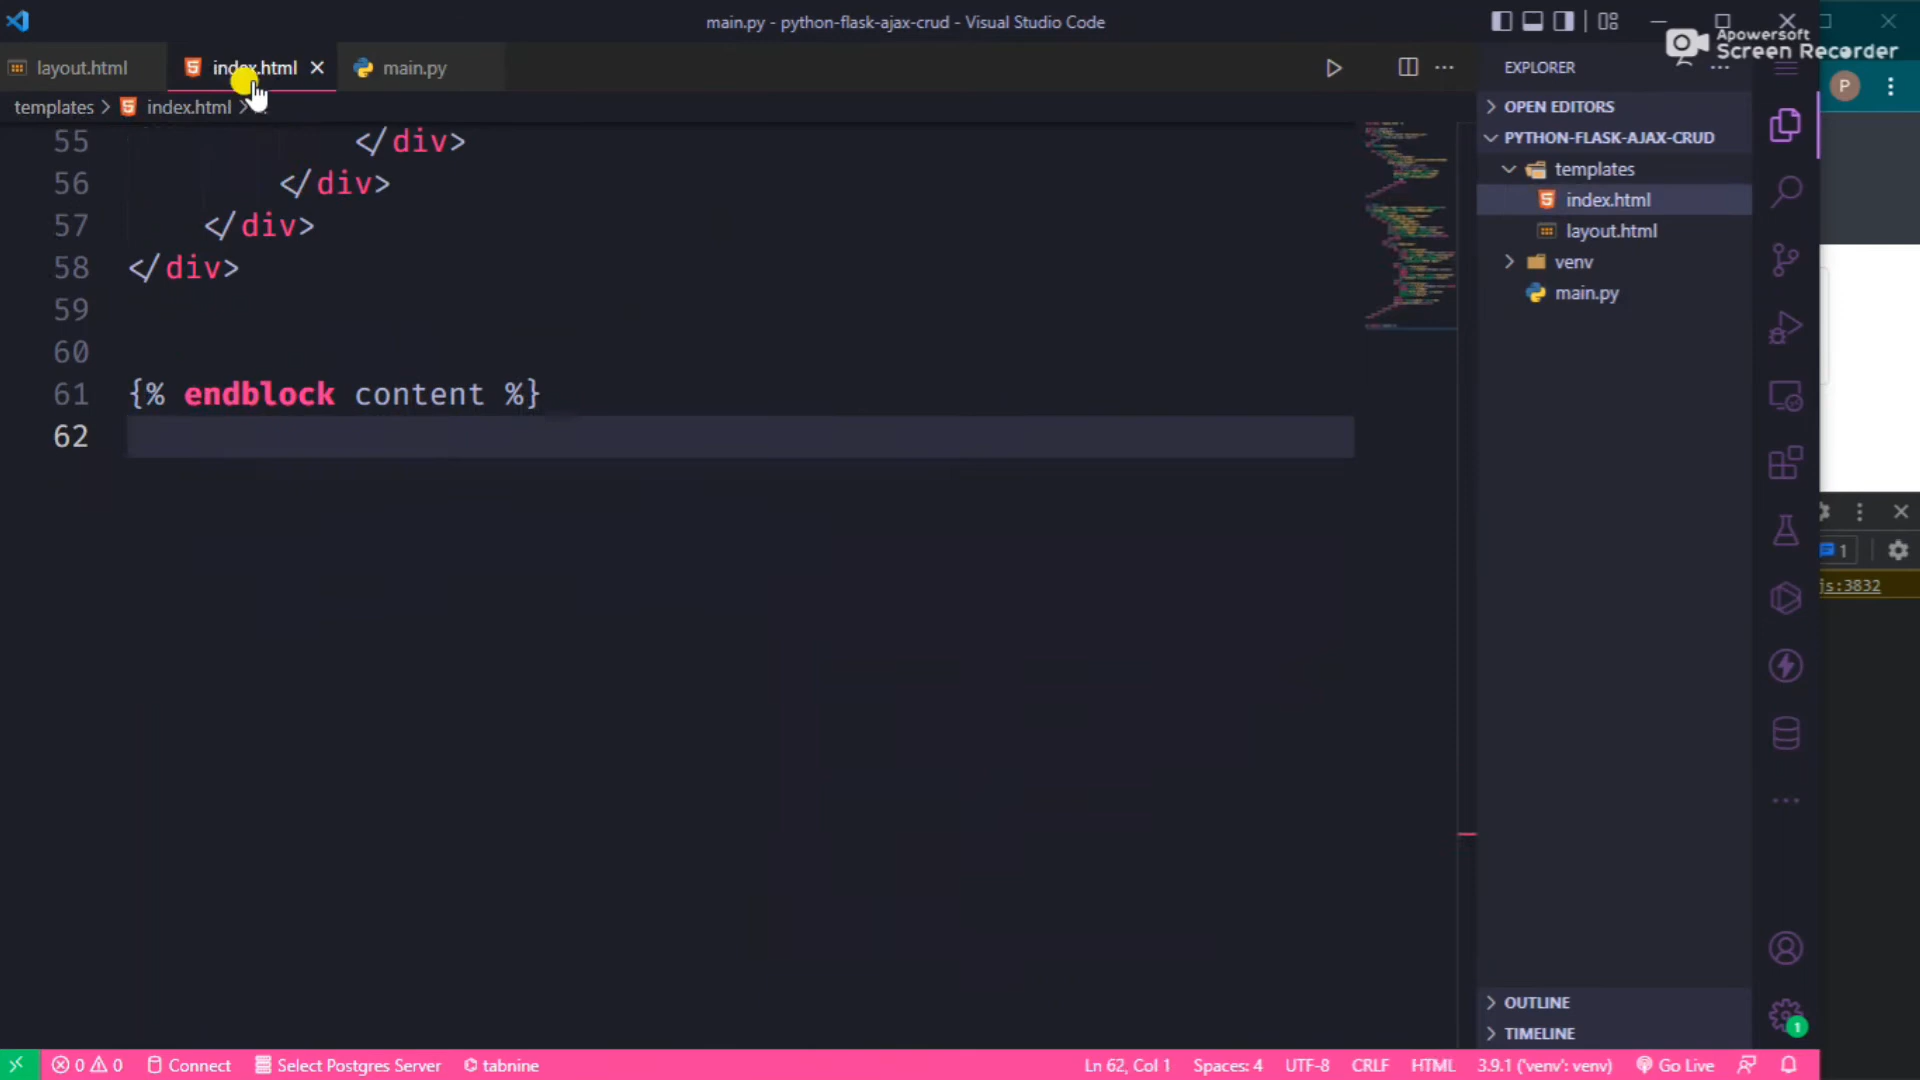 main.py - python-flask-ajax-crud - Visual Studio Code
Apowersoft
Screen Recorder
layout.html
index.html
main.py
EXPLORER
P
templates > index.html >
OPEN EDITORS
PYTHON-FLASK-AJAX-CRUD
templates
index.html
layout.html
venv
main.py
55 </div>
56 </div>
57 </div>
58 </div>
59
60
61 {% endblock content %}
62
1
js:3832
OUTLINE
TIMELINE
1
0 0 Connect Select Postgres Server tabnine Ln 62, Col 1 Spaces: 4 UTF-8 CRLF HTML 3.9.1 ('venv': venv) Go Live